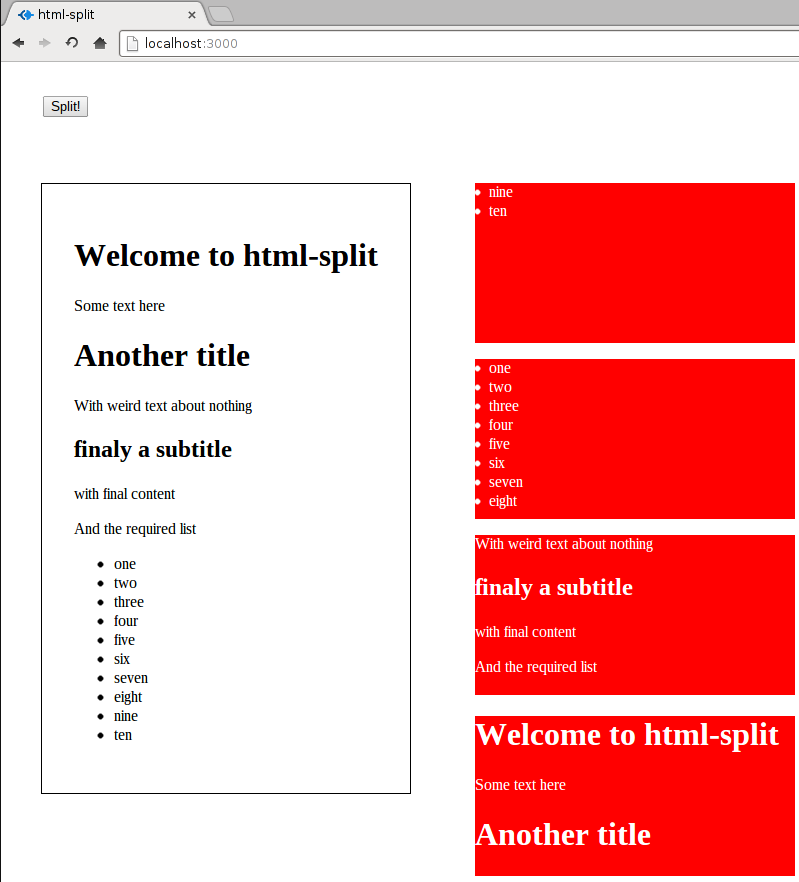 html-split
localhost:3000
Split!
Welcome to html-split
Some text here
Another title
With weird text about nothing
finaly a subtitle
with final content
And the required list
one
two
three
four
five
six
seven
eight
nine
ten
nine
ten
one
two
three
four
five
six
seven
eight
With weird text about nothing
finaly a subtitle
with final content
And the required list
Welcome to html-split
Some text here
Another title